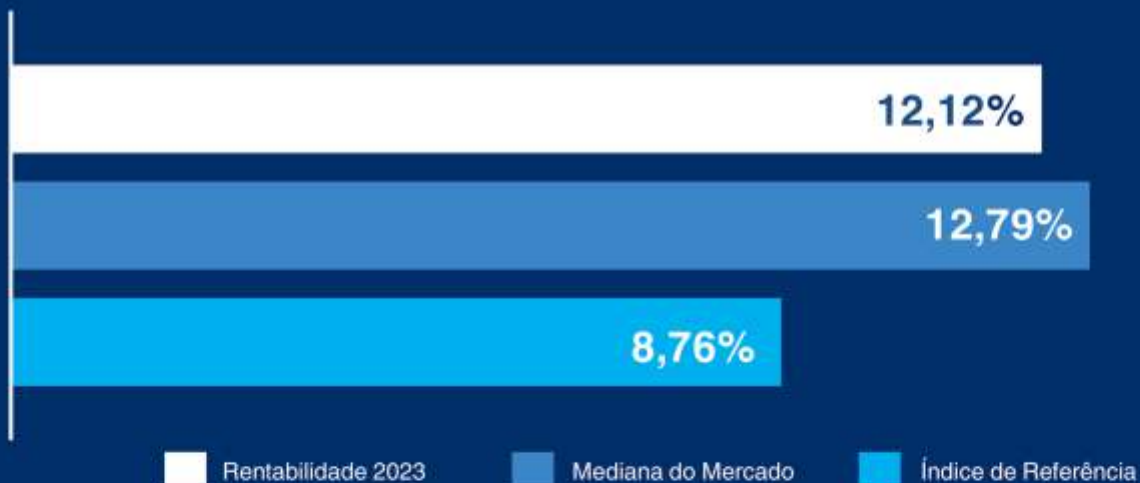 12,12%
12,79%
8,76%
Rentabilidade 2023 Mediana do Mercado Índice de Referência